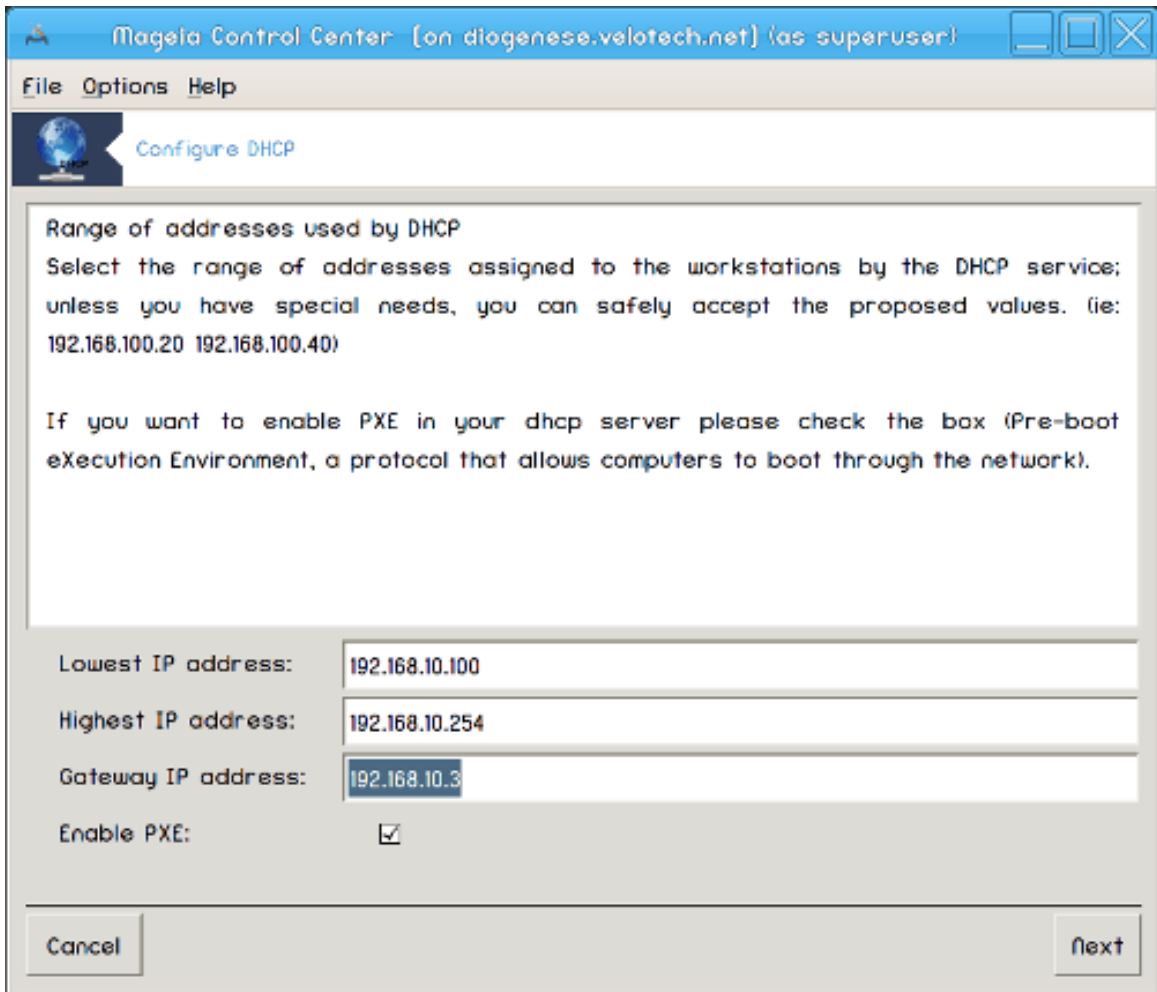 Mageia Control Center [on diogenese.velotech.net] (as superuser)
File Options Help
DHCP
Configure DHCP
Range of addresses used by DHCP
Select the range of addresses assigned to the workstations by the DHCP service;
unless you have special needs, you can safely accept the proposed values. (ie:
192.168.100.20 192.168.100.40)
If you want to enable PXE in your dhcp server please check the box (Pre-boot
eXecution Environment, a protocol that allows computers to boot through the network).
Lowest IP address: 192.168.10.100
Highest IP address: 192.168.10.254
Gateway IP address: 192.168.10.3
Enable PXE:
Cancel Next